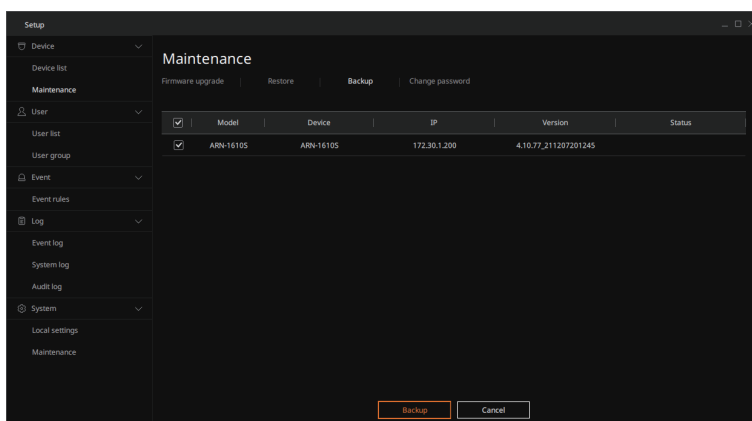 Setup
Device
Device list
Maintenance
User
User list
User group
Event
Event rules
Log
Event log
System log
Audit log
System
Local settings
Maintenance
Maintenance
Firmware upgrade | Restore | Backup | Change password
Model | Device | IP | Version | Status
ARN-1610S ARN-1610S 172.30.1.200 4.10.77_211207201245
Backup Cancel